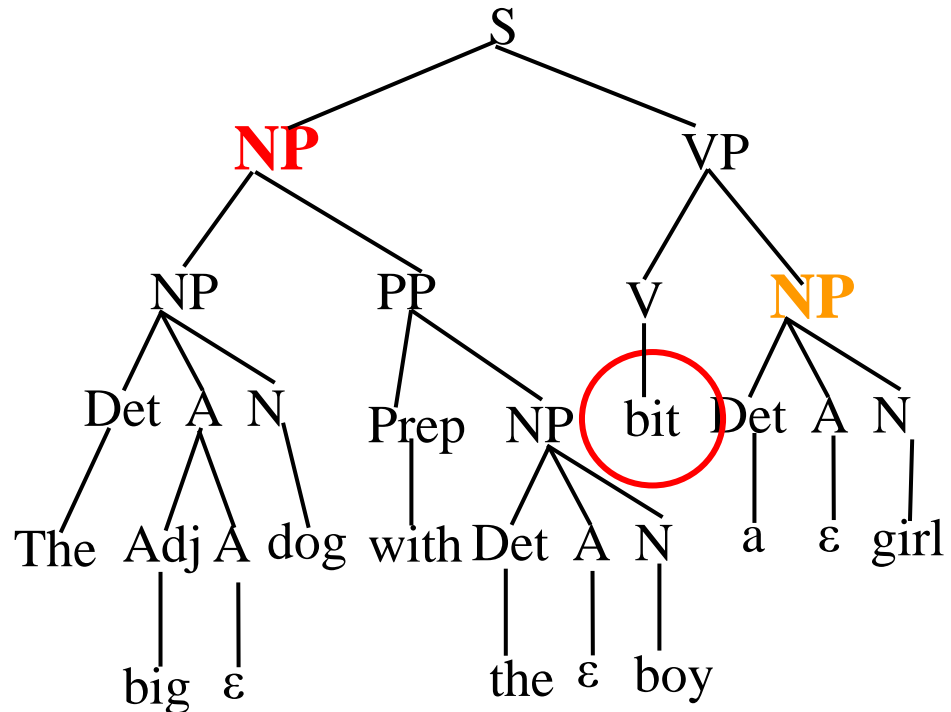 S
NP VP
NP PP V NP
Det A N Prep NP bit Det A N
The Adj A dog with Det A N a ε girl
big ε the ε boy